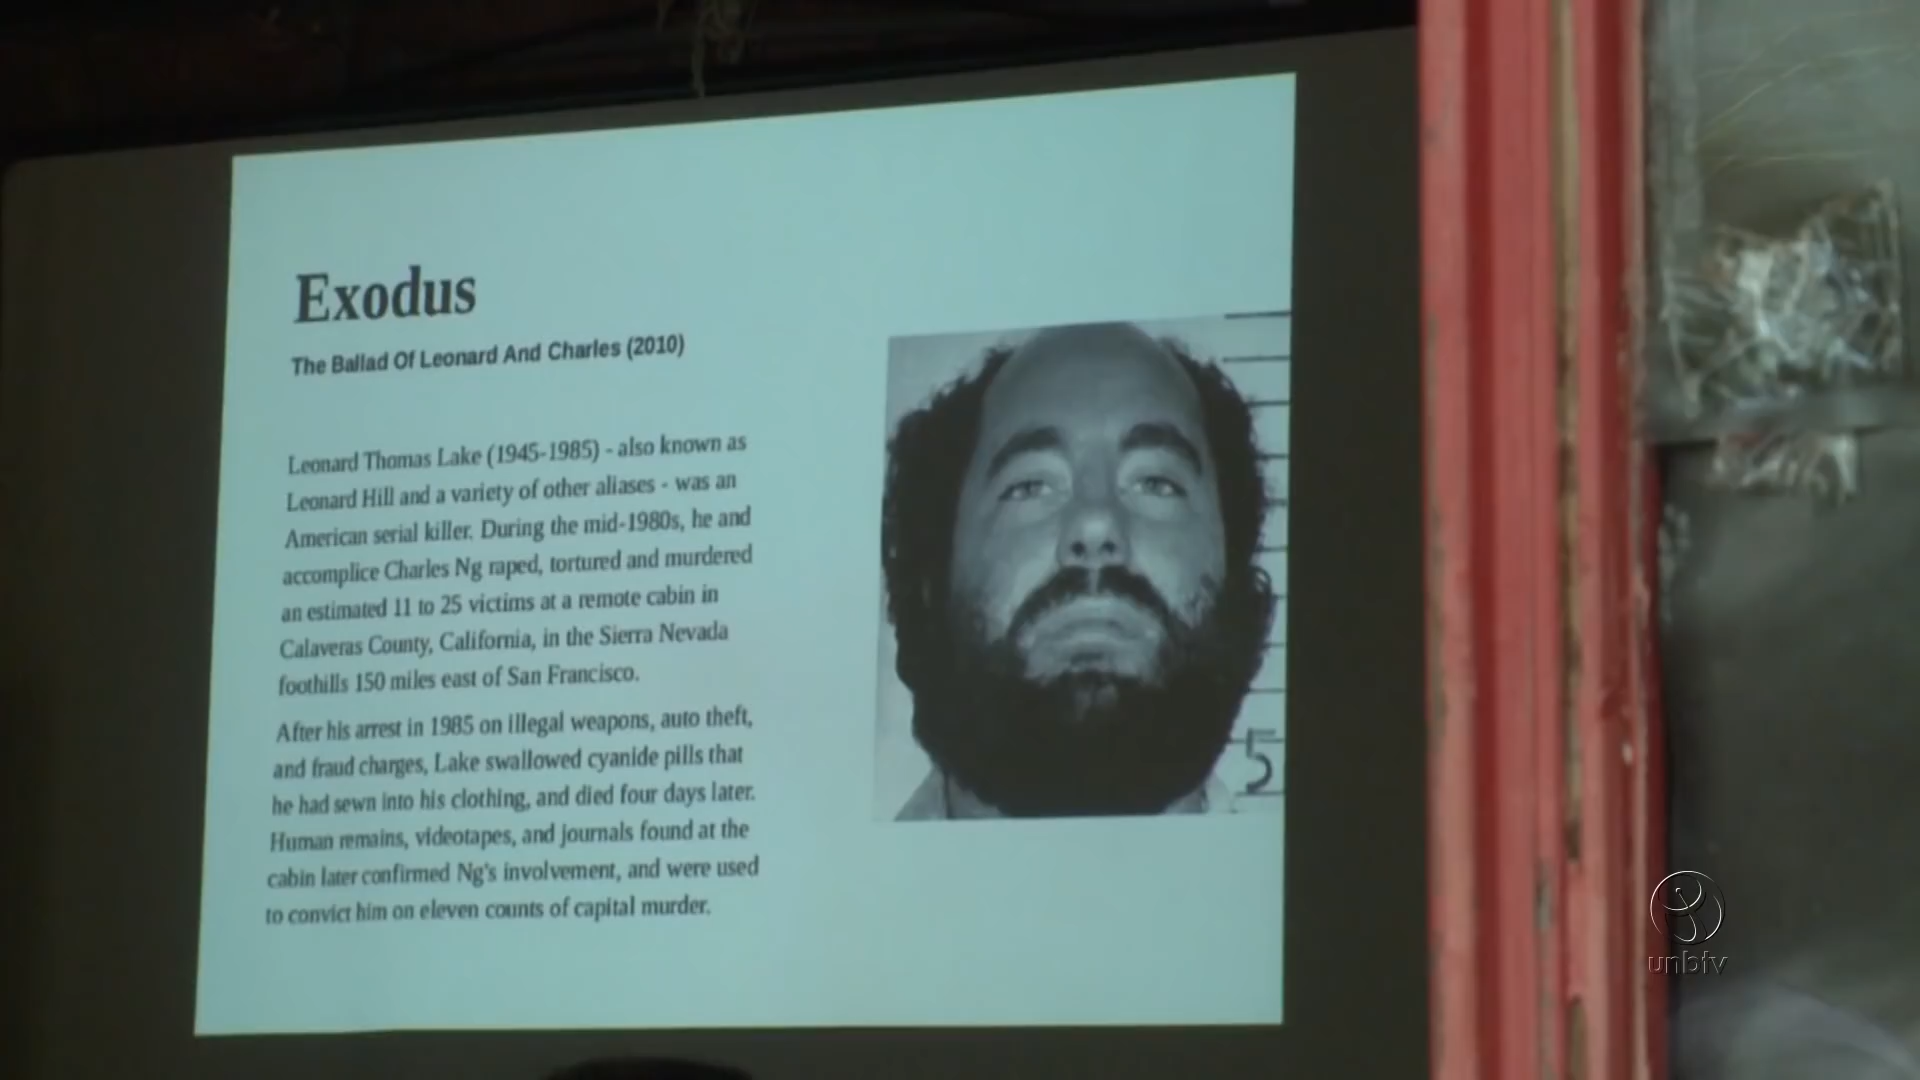 Exodus
The Ballad Of Leonard And Charles (2010)
Leonard Thomas Lake (1945-1985) - also known as
Leonard Hill and a variety of other aliases - was an
American serial killer. During the mid-1980s, he and
accomplice Charles Ng raped, tortured and murdered
an estimated 11 to 25 victims at a remote cabin in
Calaveras County, California, in the Sierra Nevada
foothills 150 miles east of San Francisco.
After his arrest in 1985 on illegal weapons, auto theft,
and fraud charges, Lake swallowed cyanide pills that
he had sewn into his clothing, and died four days later.
Human remains, videotapes, and journals found at the
cabin later confirmed Ng's involvement, and were used
to convict him on eleven counts of capital murder.
5
unbtv